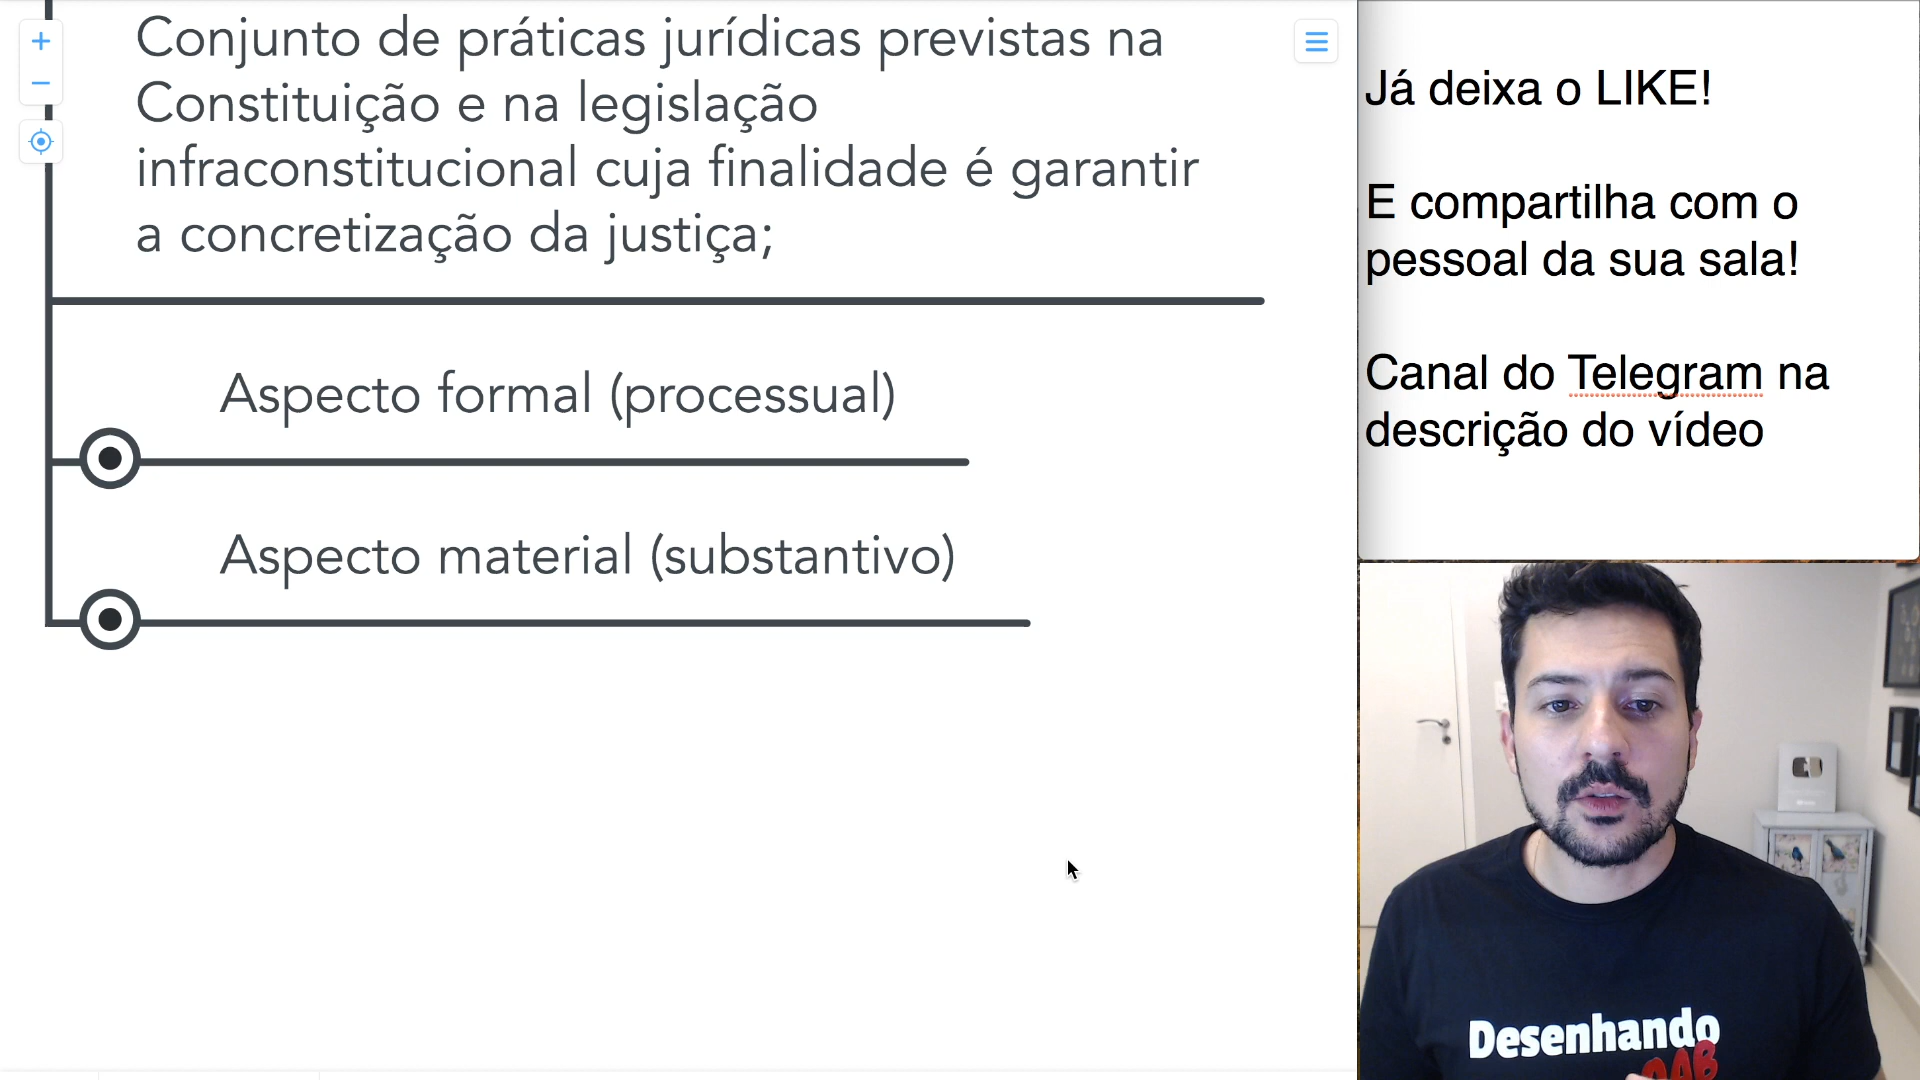 Conjunto de práticas jurídicas previstas na
Constituição e na legislação
infraconstitucional cuja finalidade é garantir
a concretização da justiça;
Aspecto formal (processual)
Aspecto material (substantivo)
Já deixa o LIKE!
E compartilha com o
pessoal da sua sala!
Canal do Telegram na
descrição do vídeo
Desenhando
OAB